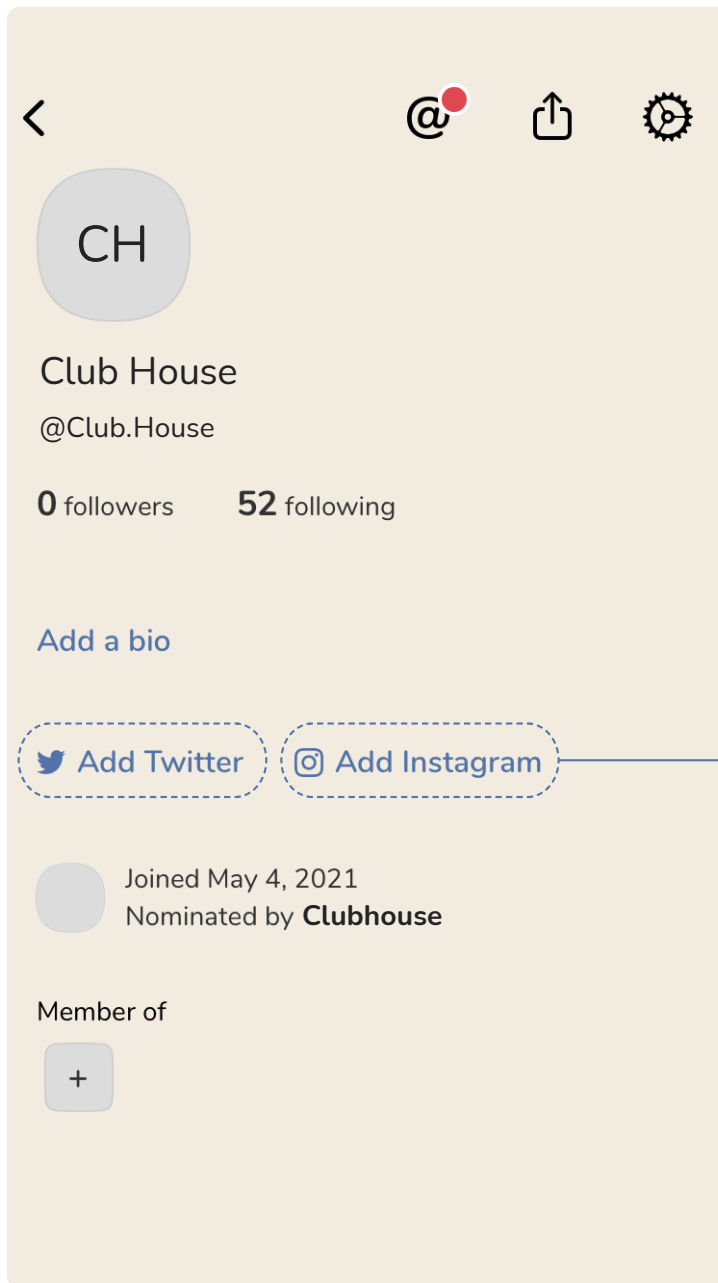 @
CH
Club House
@Club.House
0 followers 52 following
Add a bio
Add Twitter Add Instagram
Joined May 4, 2021
Nominated by Clubhouse
Member of
+